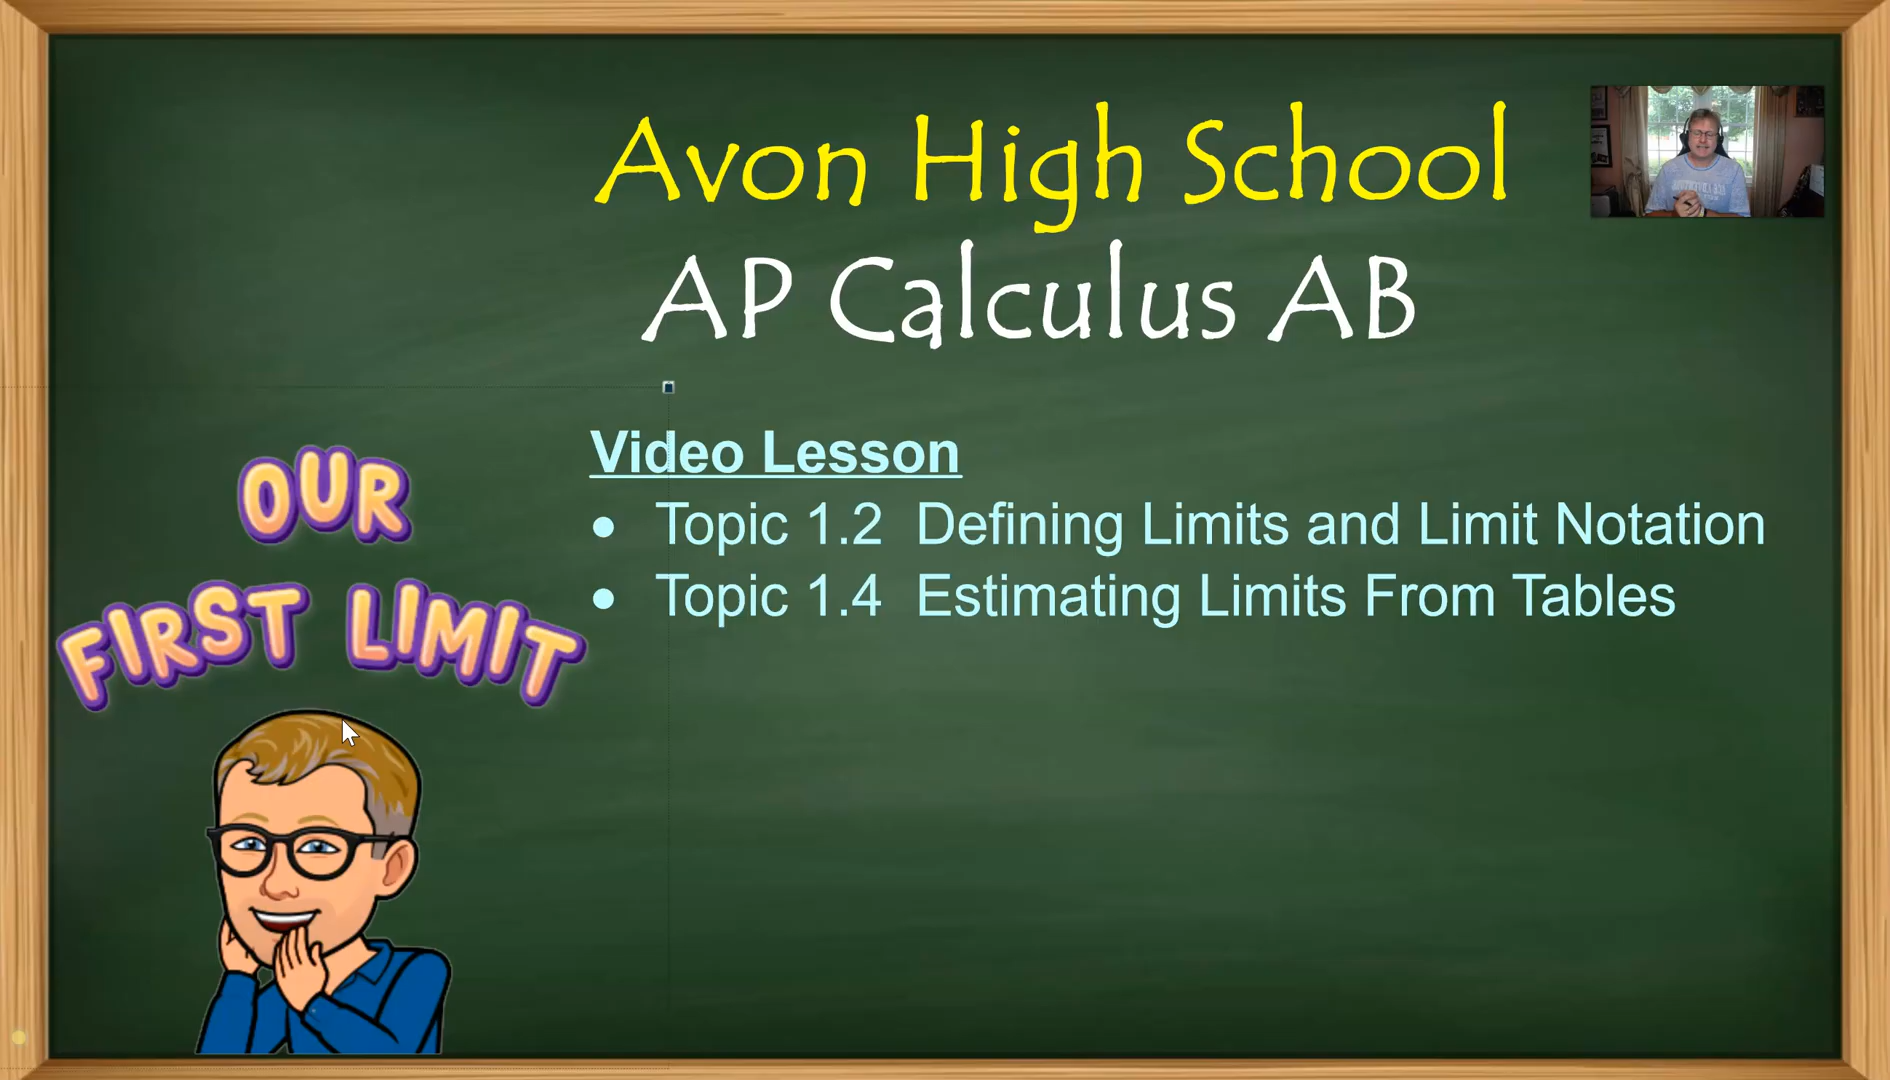 Avon High School
AP Calculus AB
Video Lesson
• Topic 1.2 Defining Limits and Limit Notation
• Topic 1.4 Estimating Limits From Tables
OUR
FIRST LIMIT